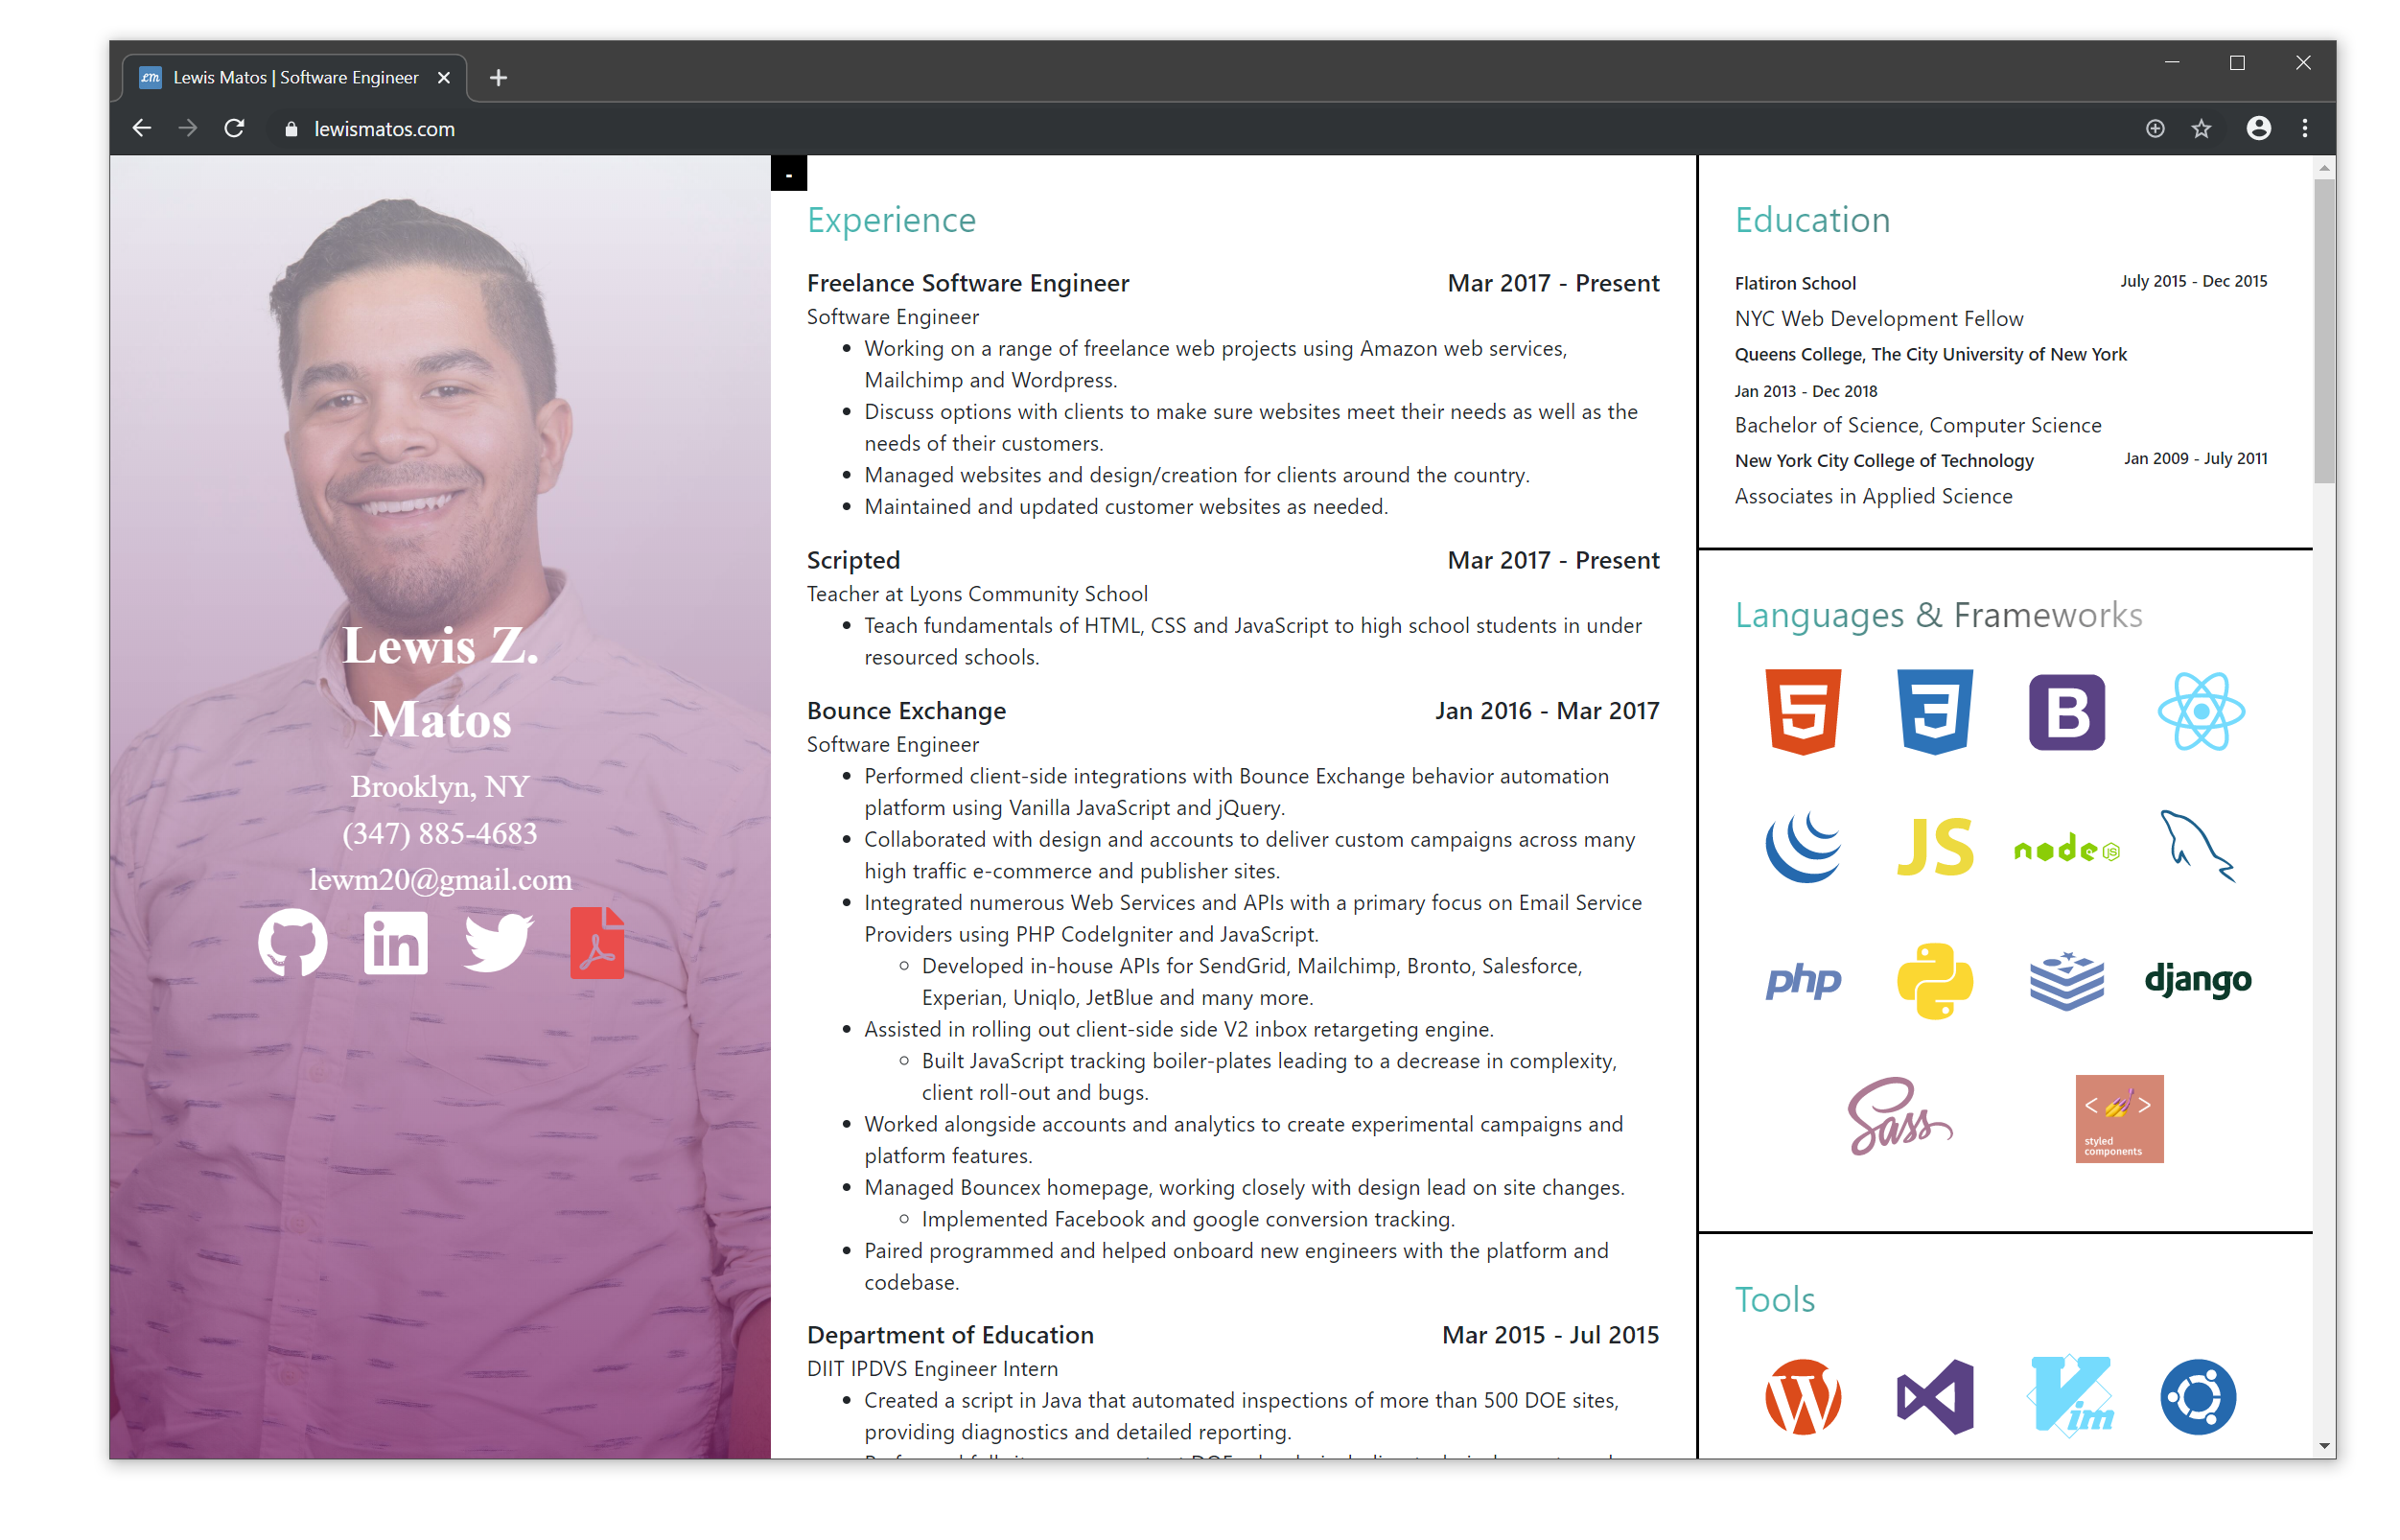 Lewis Matos | Software Engineer
lewismatos.com
Lewis Z.
Matos
Brooklyn, NY
(347) 885-4683
lewm20@gmail.com
in
-
Experience
Freelance Software Engineer Mar 2017 - Present
Software Engineer
Working on a range of freelance web projects using Amazon web services,
Mailchimp and Wordpress.
Discuss options with clients to make sure websites meet their needs as well as the
needs of their customers.
Managed websites and design/creation for clients around the country.
Maintained and updated customer websites as needed.
Scripted Mar 2017 - Present
Teacher at Lyons Community School
Teach fundamentals of HTML, CSS and JavaScript to high school students in under
resourced schools.
Bounce Exchange Jan 2016 - Mar 2017
Software Engineer
Performed client-side integrations with Bounce Exchange behavior automation
platform using Vanilla JavaScript and jQuery.
Collaborated with design and accounts to deliver custom campaigns across many
high traffic e-commerce and publisher sites.
Integrated numerous Web Services and APIs with a primary focus on Email Service
Providers using PHP CodeIgniter and JavaScript.
Developed in-house APIs for SendGrid, Mailchimp, Bronto, Salesforce,
Experian, Uniqlo, JetBlue and many more.
Assisted in rolling out client-side side V2 inbox retargeting engine.
Built JavaScript tracking boiler-plates leading to a decrease in complexity,
client roll-out and bugs.
Worked alongside accounts and analytics to create experimental campaigns and
platform features.
Managed Bouncex homepage, working closely with design lead on site changes.
Implemented Facebook and google conversion tracking.
Paired programmed and helped onboard new engineers with the platform and
codebase.
Department of Education Mar 2015 - Jul 2015
DIIT IPDVS Engineer Intern
Created a script in Java that automated inspections of more than 500 DOE sites,
providing diagnostics and detailed reporting.
Education
Flatiron School July 2015 - Dec 2015
NYC Web Development Fellow
Queens College, The City University of New York
Jan 2013 - Dec 2018
Bachelor of Science, Computer Science
New York City College of Technology Jan 2009 - July 2011
Associates in Applied Science
Languages & Frameworks
5 3 B
JS node JS
php django
Sass < >
styled
components
Tools
W Vim